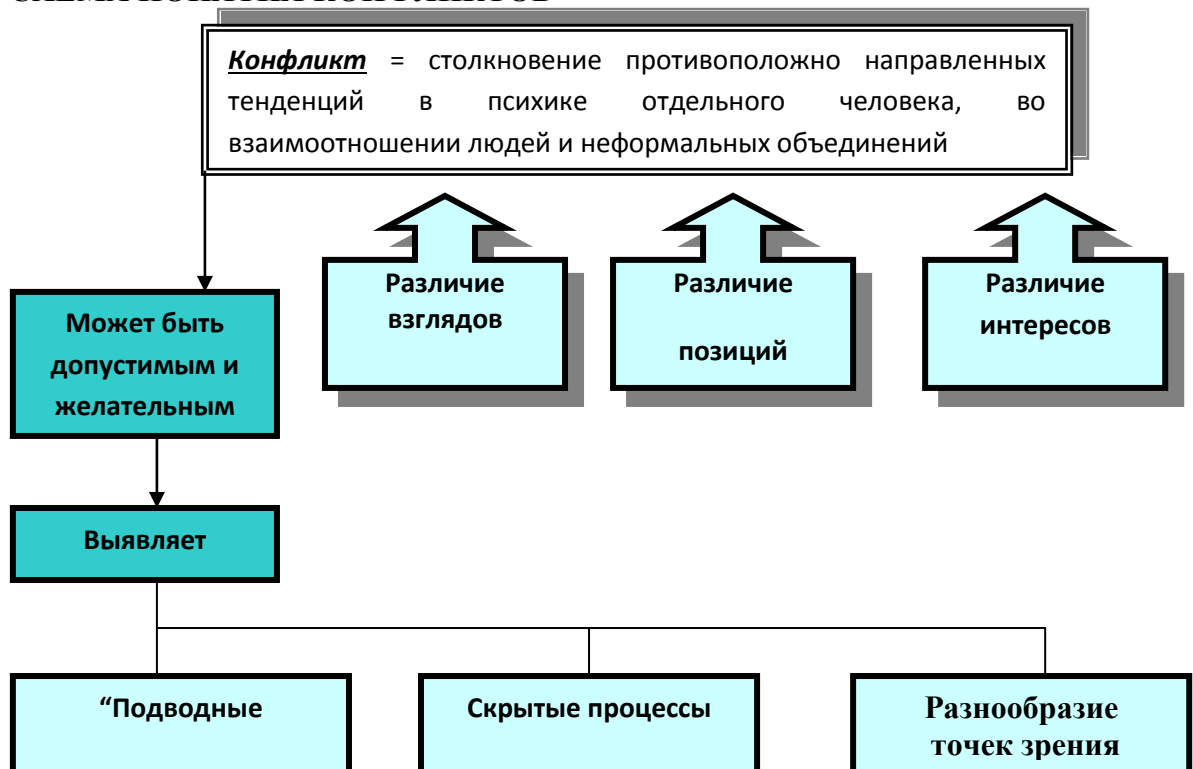 Конфликт = столкновение противоположно направленных
тенденций в психике отдельного человека, во
взаимоотношении людей и неформальных объединений
Различие
взглядов
Различие
позиций
Различие
интересов
Может быть
допустимым и
желательным
Выявляет
“Подводные
Скрытые процессы
Разнообразие
точек зрения